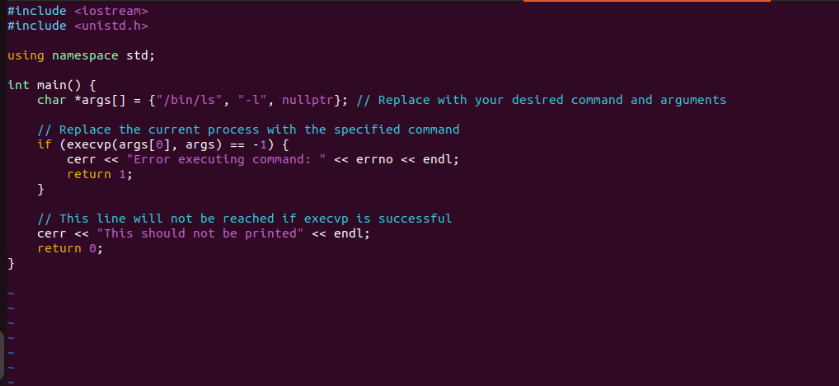 #include <iostream>
#include <unistd.h>

using namespace std;

int main() {
    char *args[] = {"/bin/ls", "-l", nullptr}; // Replace with your desired command and arguments

    // Replace the current process with the specified command
    if (execvp(args[0], args) == -1) {
        cerr << "Error executing command: " << errno << endl;
        return 1;
    }

    // This line will not be reached if execvp is successful
    cerr << "This should not be printed" << endl;
    return 0;
}

~
~
~
~
~
~
~